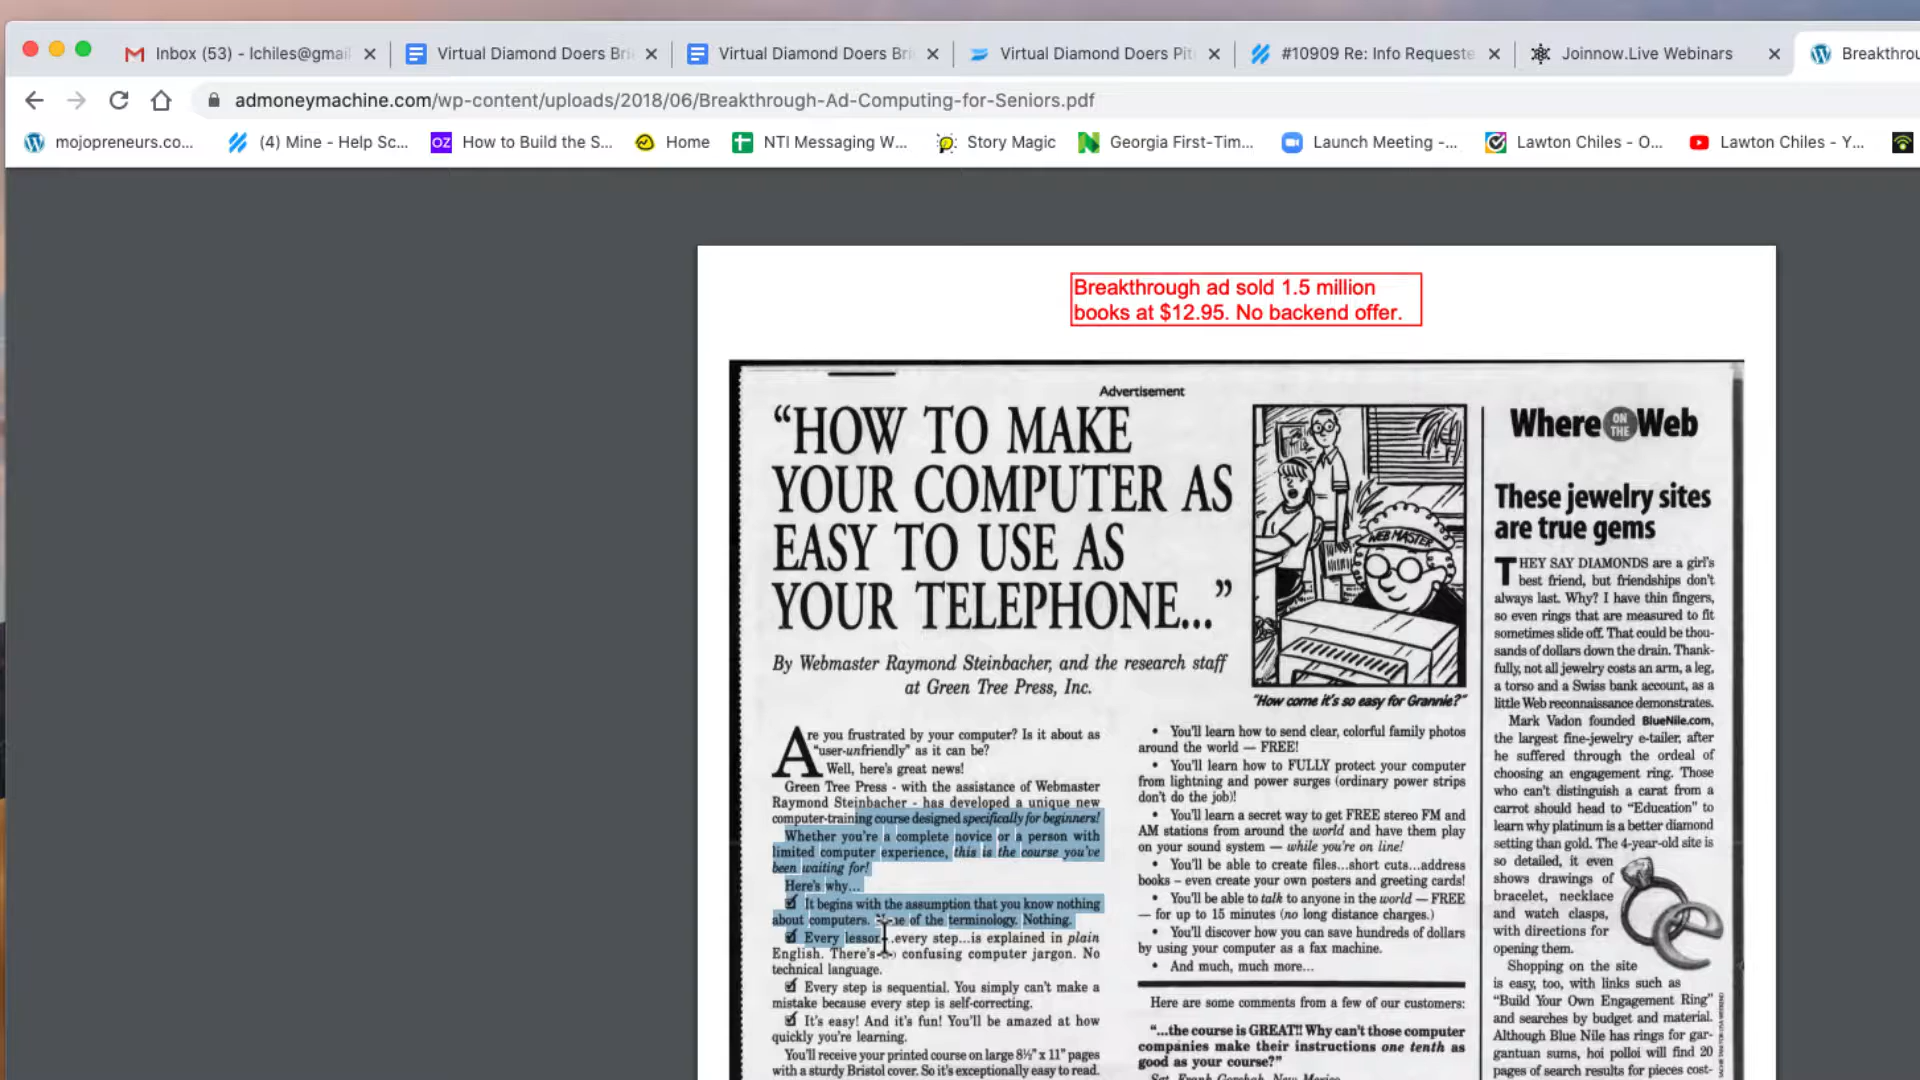 Inbox (53) - lchiles@gmai
Virtual Diamond Doers Bri
Virtual Diamond Doers Bri
Virtual Diamond Doers Pit
#10909 Re: Info Requeste
Joinnow.Live Webinars
Breakthrou
admoneymachine.com/wp-content/uploads/2018/06/Breakthrough-Ad-Computing-for-Seniors.pdf
mojopreneurs.co...
(4) Mine - Help Sc...
OZ
How to Build the S...
Home
NTI Messaging W...
Story Magic
Georgia First-Tim...
Launch Meeting -...
Lawton Chiles - O...
Lawton Chiles - Y...
Breakthrough ad sold 1.5 million
books at $12.95. No backend offer.
Advertisement
“HOW TO MAKE
YOUR COMPUTER AS
EASY TO USE AS
YOUR TELEPHONE...”
By Webmaster Raymond Steinbacher, and the research staff
at Green Tree Press, Inc.
WEB MASTER
“How come it's so easy for Grannie?”
Are you frustrated by your computer? Is it about as
“user-unfriendly” as it can be?
Well, here's great news!
Green Tree Press - with the assistance of Webmaster
Raymond Steinbacher - has developed a unique new
computer-training course designed specifically for beginners!
Whether you're a complete novice or a person with
limited computer experience, this is the course you've
been waiting for!
Here's why...
It begins with the assumption that you know nothing
about computers. of the terminology. Nothing.
Every lesson...every step...is explained in plain
English. There's confusing computer jargon. No
technical language.
Every step is sequential. You simply can't make a
mistake because every step is self-correcting.
It's easy! And it's fun! You'll be amazed at how
quickly you're learning.
You'll receive your printed course on large 8½" x 11" pages
with a sturdy Bristol cover. So it's exceptionally easy to read.
• You'll learn how to send clear, colorful family photos
around the world — FREE!
• You'll learn how to FULLY protect your computer
from lightning and power surges (ordinary power strips
don't do the job)!
• You'll learn a secret way to get FREE stereo FM and
AM stations from around the world and have them play
on your sound system — while you're on line!
• You'll be able to create files...short cuts...address
books – even create your own posters and greeting cards!
• You'll be able to talk to anyone in the world — FREE
— for up to 15 minutes (no long distance charges.)
• You'll discover how you can save hundreds of dollars
by using your computer as a fax machine.
• And much, much more...
Here are some comments from a few of our customers:
“...the course is GREAT!! Why can't those computer
companies make their instructions one tenth as
good as your course?”
Sgt. Frank New Mexico
Where ON THE Web
These jewelry sites
are true gems
THEY SAY DIAMONDS are a girl's
best friend, but friendships don't
always last. Why? I have thin fingers,
so even rings that are measured to fit
sometimes slide off. That could be thou-
sands of dollars down the drain. Thank-
fully, not all jewelry costs an arm, a leg,
a torso and a Swiss bank account, as a
little Web reconnaissance demonstrates.
Mark Vadon founded BlueNile.com,
the largest fine-jewelry e-tailer, after
he suffered through the ordeal of
choosing an engagement ring. Those
who can't distinguish a carat from a
carrot should head to “Education” to
learn why platinum is a better diamond
setting than gold. The 4-year-old site is
so detailed, it even
shows drawings of
bracelet, necklace
and watch clasps,
with directions for
opening them.
Shopping on the site
is easy, too, with links such as
“Build Your Own Engagement Ring”
and searches by budget and material.
Although Blue Nile has rings for gar-
gantuan sums, hoi polloi will find 20
pages of search results for pieces cost-